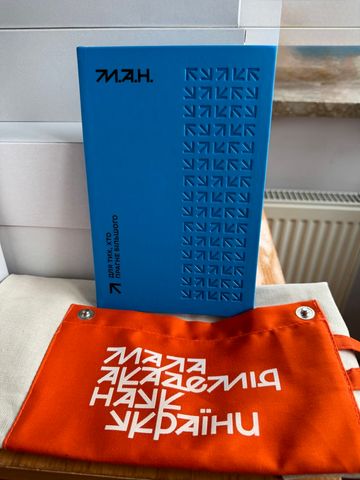 М.А.Н.
ДЛЯ ТИХ, ХТО
ПРАГНЕ БІЛЬШОГО
МАЛА
АКАДЕМІЯ
НАУК
УКРАЇНИ